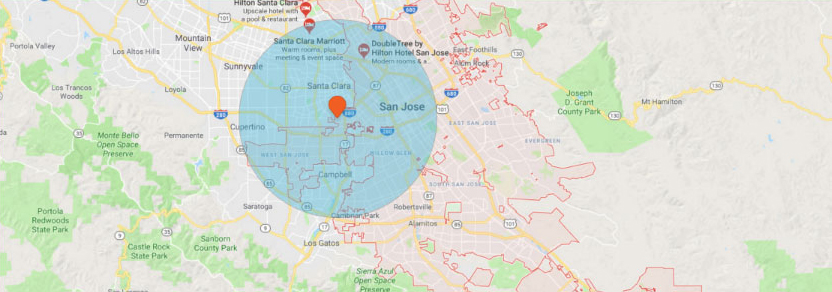 Hilton Santa Clara
Upscale hotel with
a pool & restaurant
Portola Valley
Mountain
View
Los Altos Hills
Santa Clara Marriott
Warm rooms, plus
meeting & event space
DoubleTree by
Hilton Hotel San Jose
Modern rooms & a...
East Foothills
Alum Rock
680
Sunnyvale
Los Trancos
Woods
Loyola
Santa Clara
82
San Jose
101
880
280
Joseph
D. Grant
County Park
130
Mt Hamilton
130
Permanente
Cupertino
280
EAST SAN JOSE
Monte Bello
Open Space
Preserve
85
WEST SAN JOSE
17
WILLOW GLEN
EVERGREEN
Campbell
SOUTH SAN JOSE
Saratoga
Cambrian Park
Robertsville
Portola
Redwoods
State Park
Los Gatos
17
Alamitos
85
101
9
Sanborn
County Park
Castle Rock
State Park
Sierra Azul
Open Space
Preserve